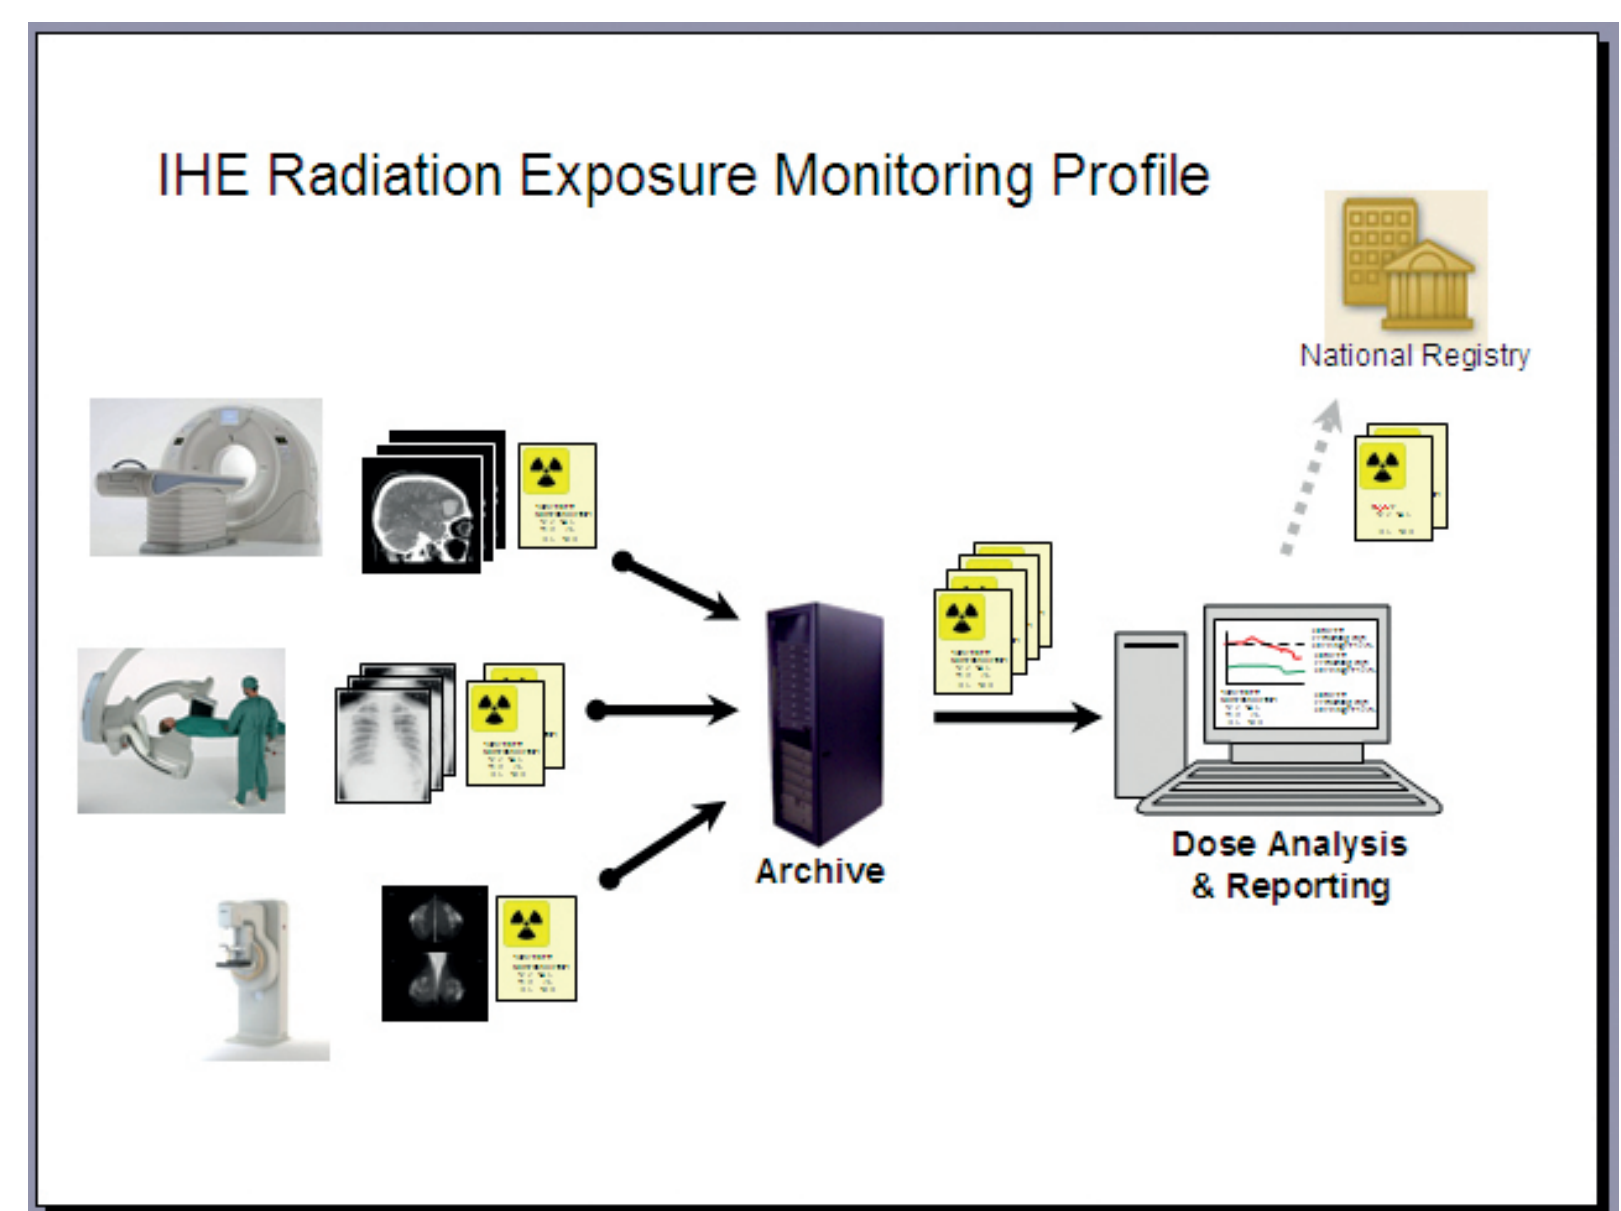 IHE Radiation Exposure Monitoring Profile
National Registry
Archive
Dose Analysis
& Reporting